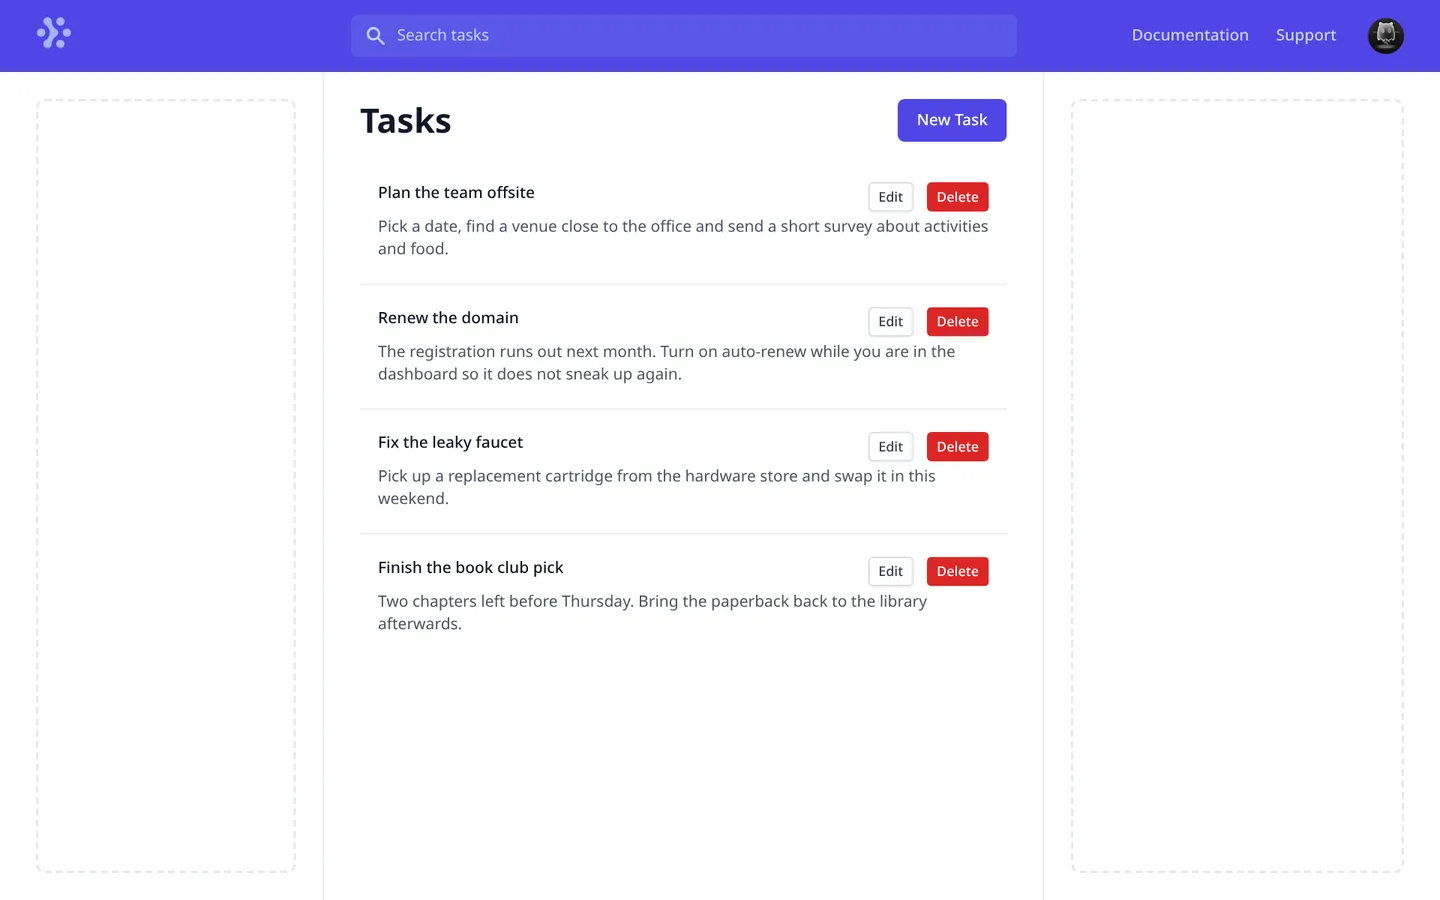 Search tasks
Documentation
Support
Tasks
New Task
Plan the team offsite
Edit
Delete
Pick a date, find a venue close to the office and send a short survey about activities
and food.
Renew the domain
Edit
Delete
The registration runs out next month. Turn on auto-renew while you are in the
dashboard so it does not sneak up again.
Fix the leaky faucet
Edit
Delete
Pick up a replacement cartridge from the hardware store and swap it in this
weekend.
Finish the book club pick
Edit
Delete
Two chapters left before Thursday. Bring the paperback back to the library
afterwards.